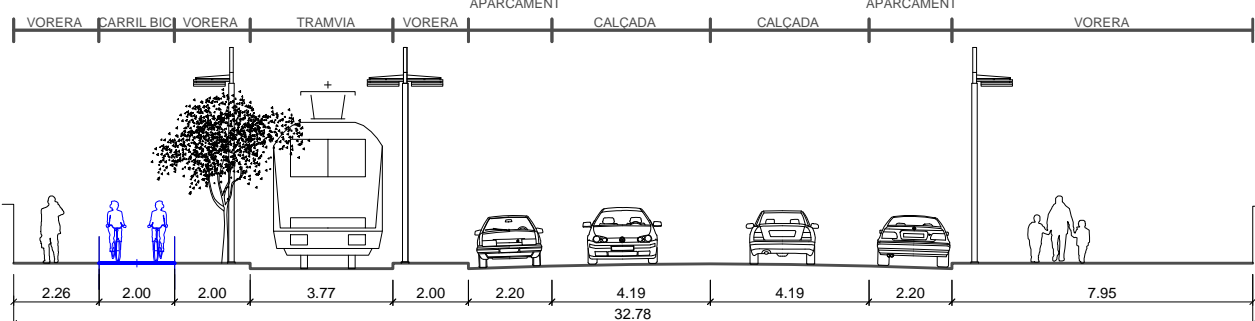 APARCAMENT APARCAMENT
VORERA CARRIL BICI VORERA TRAMVIA VORERA CALÇADA CALÇADA VORERA
2.26 2.00 2.00 3.77 2.00 2.20 4.19 4.19 2.20 7.95
32.78